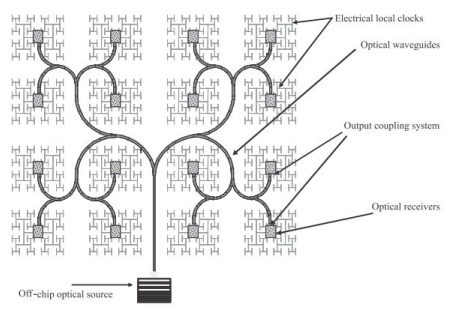 Electrical local clocks
Optical waveguides
Output coupling system
Optical receivers
Off-chip optical source